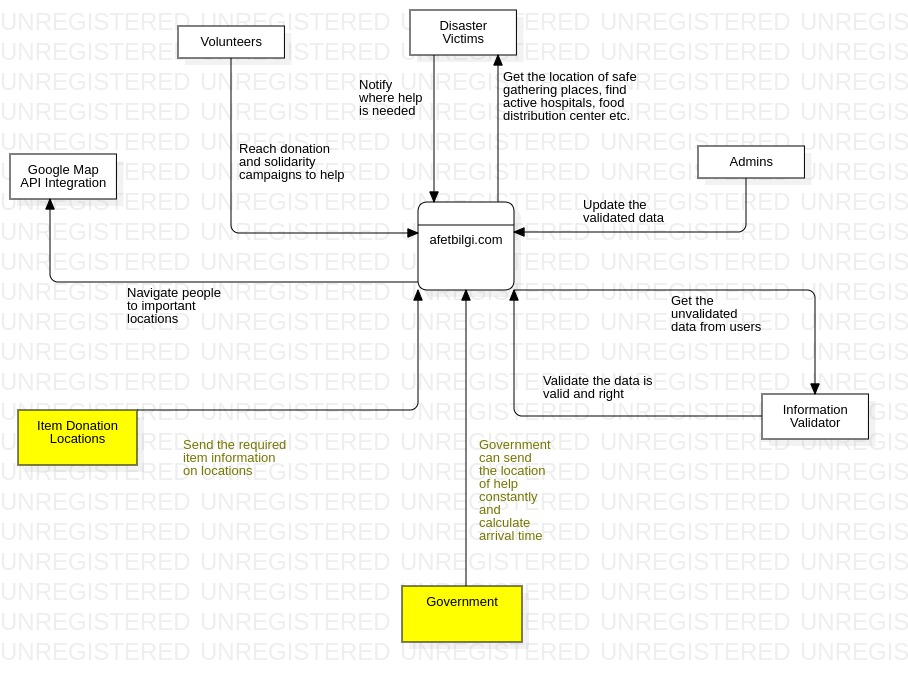 Volunteers
Disaster
Victims
Notify
where help
is needed
Get the location of safe
gathering places, find
active hospitals, food
distribution center etc.
Reach donation
and solidarity
campaigns to help
Google Map
API Integration
Admins
Update the
validated data
afetbilgi.com
Navigate people
to important
locations
Get the
unvalidated
data from users
Validate the data is
valid and right
Information
Validator
Item Donation
Locations
Send the required
item information
on locations
Government
can send
the location
of help
constantly
and
calculate
arrival time
Government
UNREGISTERED